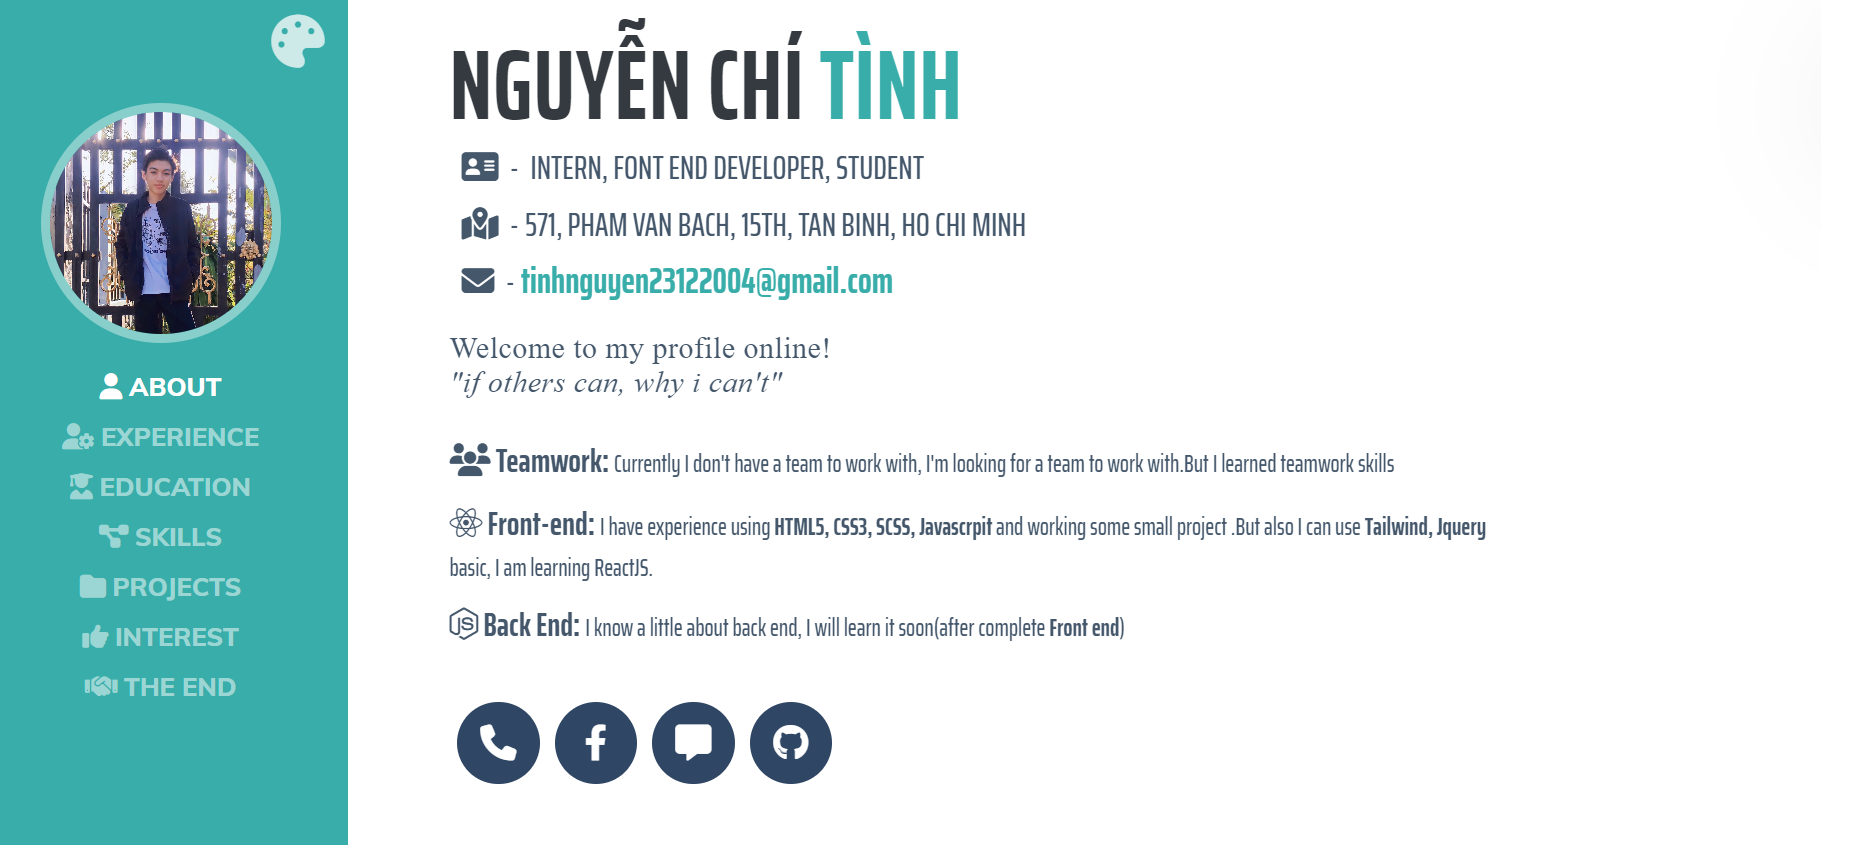 ABOUT
EXPERIENCE
EDUCATION
SKILLS
PROJECTS
INTEREST
THE END
NGUYỄN CHÍ TÌNH
- INTERN, FONT END DEVELOPER, STUDENT
- 571, PHAM VAN BACH, 15TH, TAN BINH, HO CHI MINH
- tinhnguyen23122004@gmail.com
Welcome to my profile online!
"if others can, why i can't"
Teamwork: Currently I don't have a team to work with, I'm looking for a team to work with.But I learned teamwork skills
Front-end: I have experience using HTML5, CSS3, SCSS, Javascrpit and working some small project .But also I can use Tailwind, Jquery
basic, I am learning ReactJS.
Back End: I know a little about back end, I will learn it soon(after complete Front end)